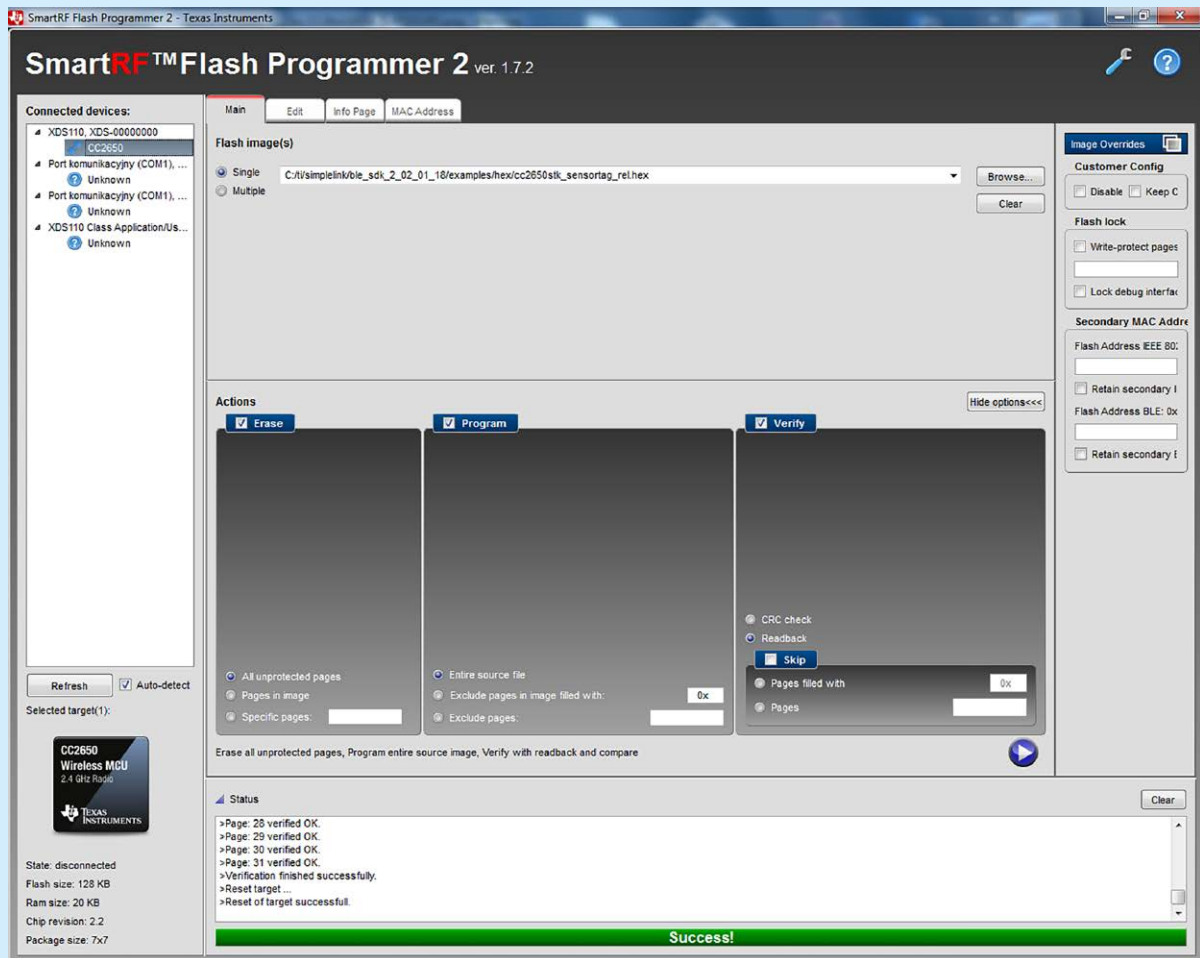 SmartRF Flash Programmer 2 - Texas Instruments
SmartRF™Flash Programmer 2 ver. 1.7.2
Connected devices:
XDS110, XDS-00000000
CC2650
Port komunikacyjny (COM1), ...
Unknown
Port komunikacyjny (COM1), ...
Unknown
XDS110 Class Application/Us...
Unknown
Refresh
Auto-detect
Selected target(1):
CC2650
Wireless MCU
2.4 GHz Radio
TEXAS
INSTRUMENTS
State: disconnected
Flash size: 128 KB
Ram size: 20 KB
Chip revision: 2.2
Package size: 7x7
Main Edit Info Page MAC Address
Flash image(s)
Single C:/ti/simplelink/ble_sdk_2_02_01_18/examples/hex/cc2650stk_sensortag_rel.hex Browse...
Multiple
Clear
Actions
Hide options<<<
Erase
All unprotected pages
Pages in image
Specific pages:
Program
Entire source file
Exclude pages in image filled with: 0x
Exclude pages:
Verify
CRC check
Readback
Skip
Pages filled with 0x
Pages
Erase all unprotected pages, Program entire source image, Verify with readback and compare
Status
Clear
>Page: 28 verified OK.
>Page: 29 verified OK.
>Page: 30 verified OK.
>Page: 31 verified OK.
>Verification finished successfully.
>Reset target ...
>Reset of target successfull.
Success!
Image Overrides
Customer Config
Disable Keep C
Flash lock
Write-protect pages
Lock debug interfac
Secondary MAC Addre
Flash Address IEEE 802
Retain secondary I
Flash Address BLE: 0x
Retain secondary E